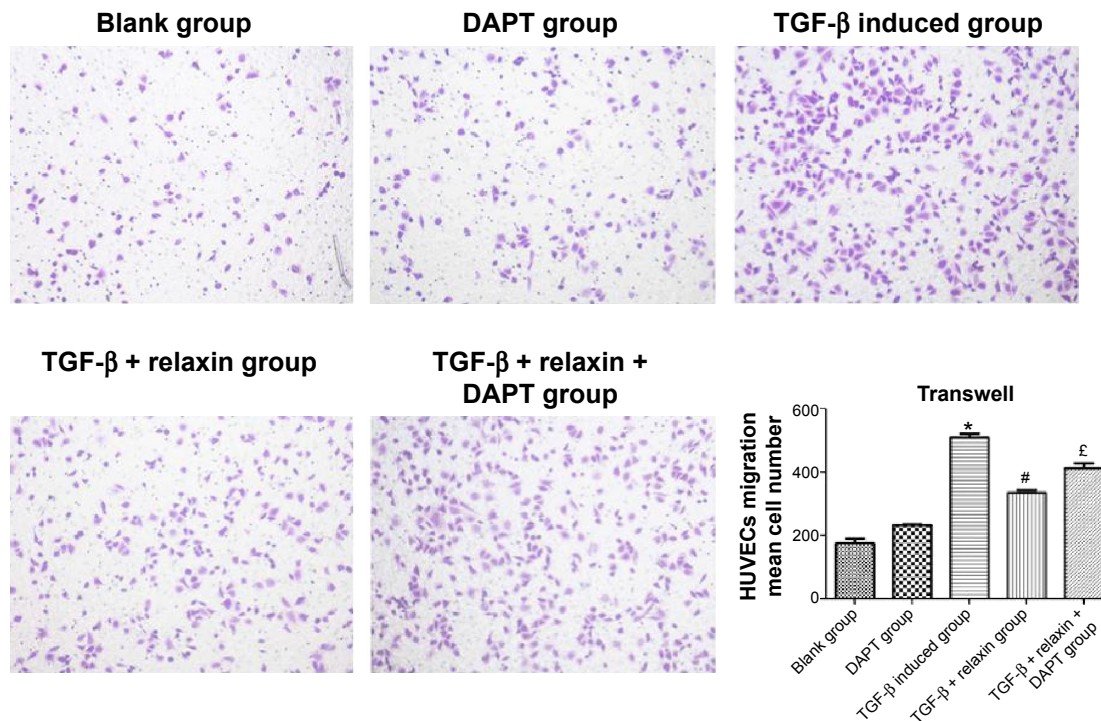 Blank group
DAPT group
TGF-β induced group
TGF-β + relaxin group
TGF-β + relaxin +
DAPT group
Transwell
HUVECs migration
mean cell number
600
400
200
0
*
#
£
Blank group
DAPT group
TGF-β induced group
TGF-β + relaxin group
TGF-β + relaxin +
DAPT group